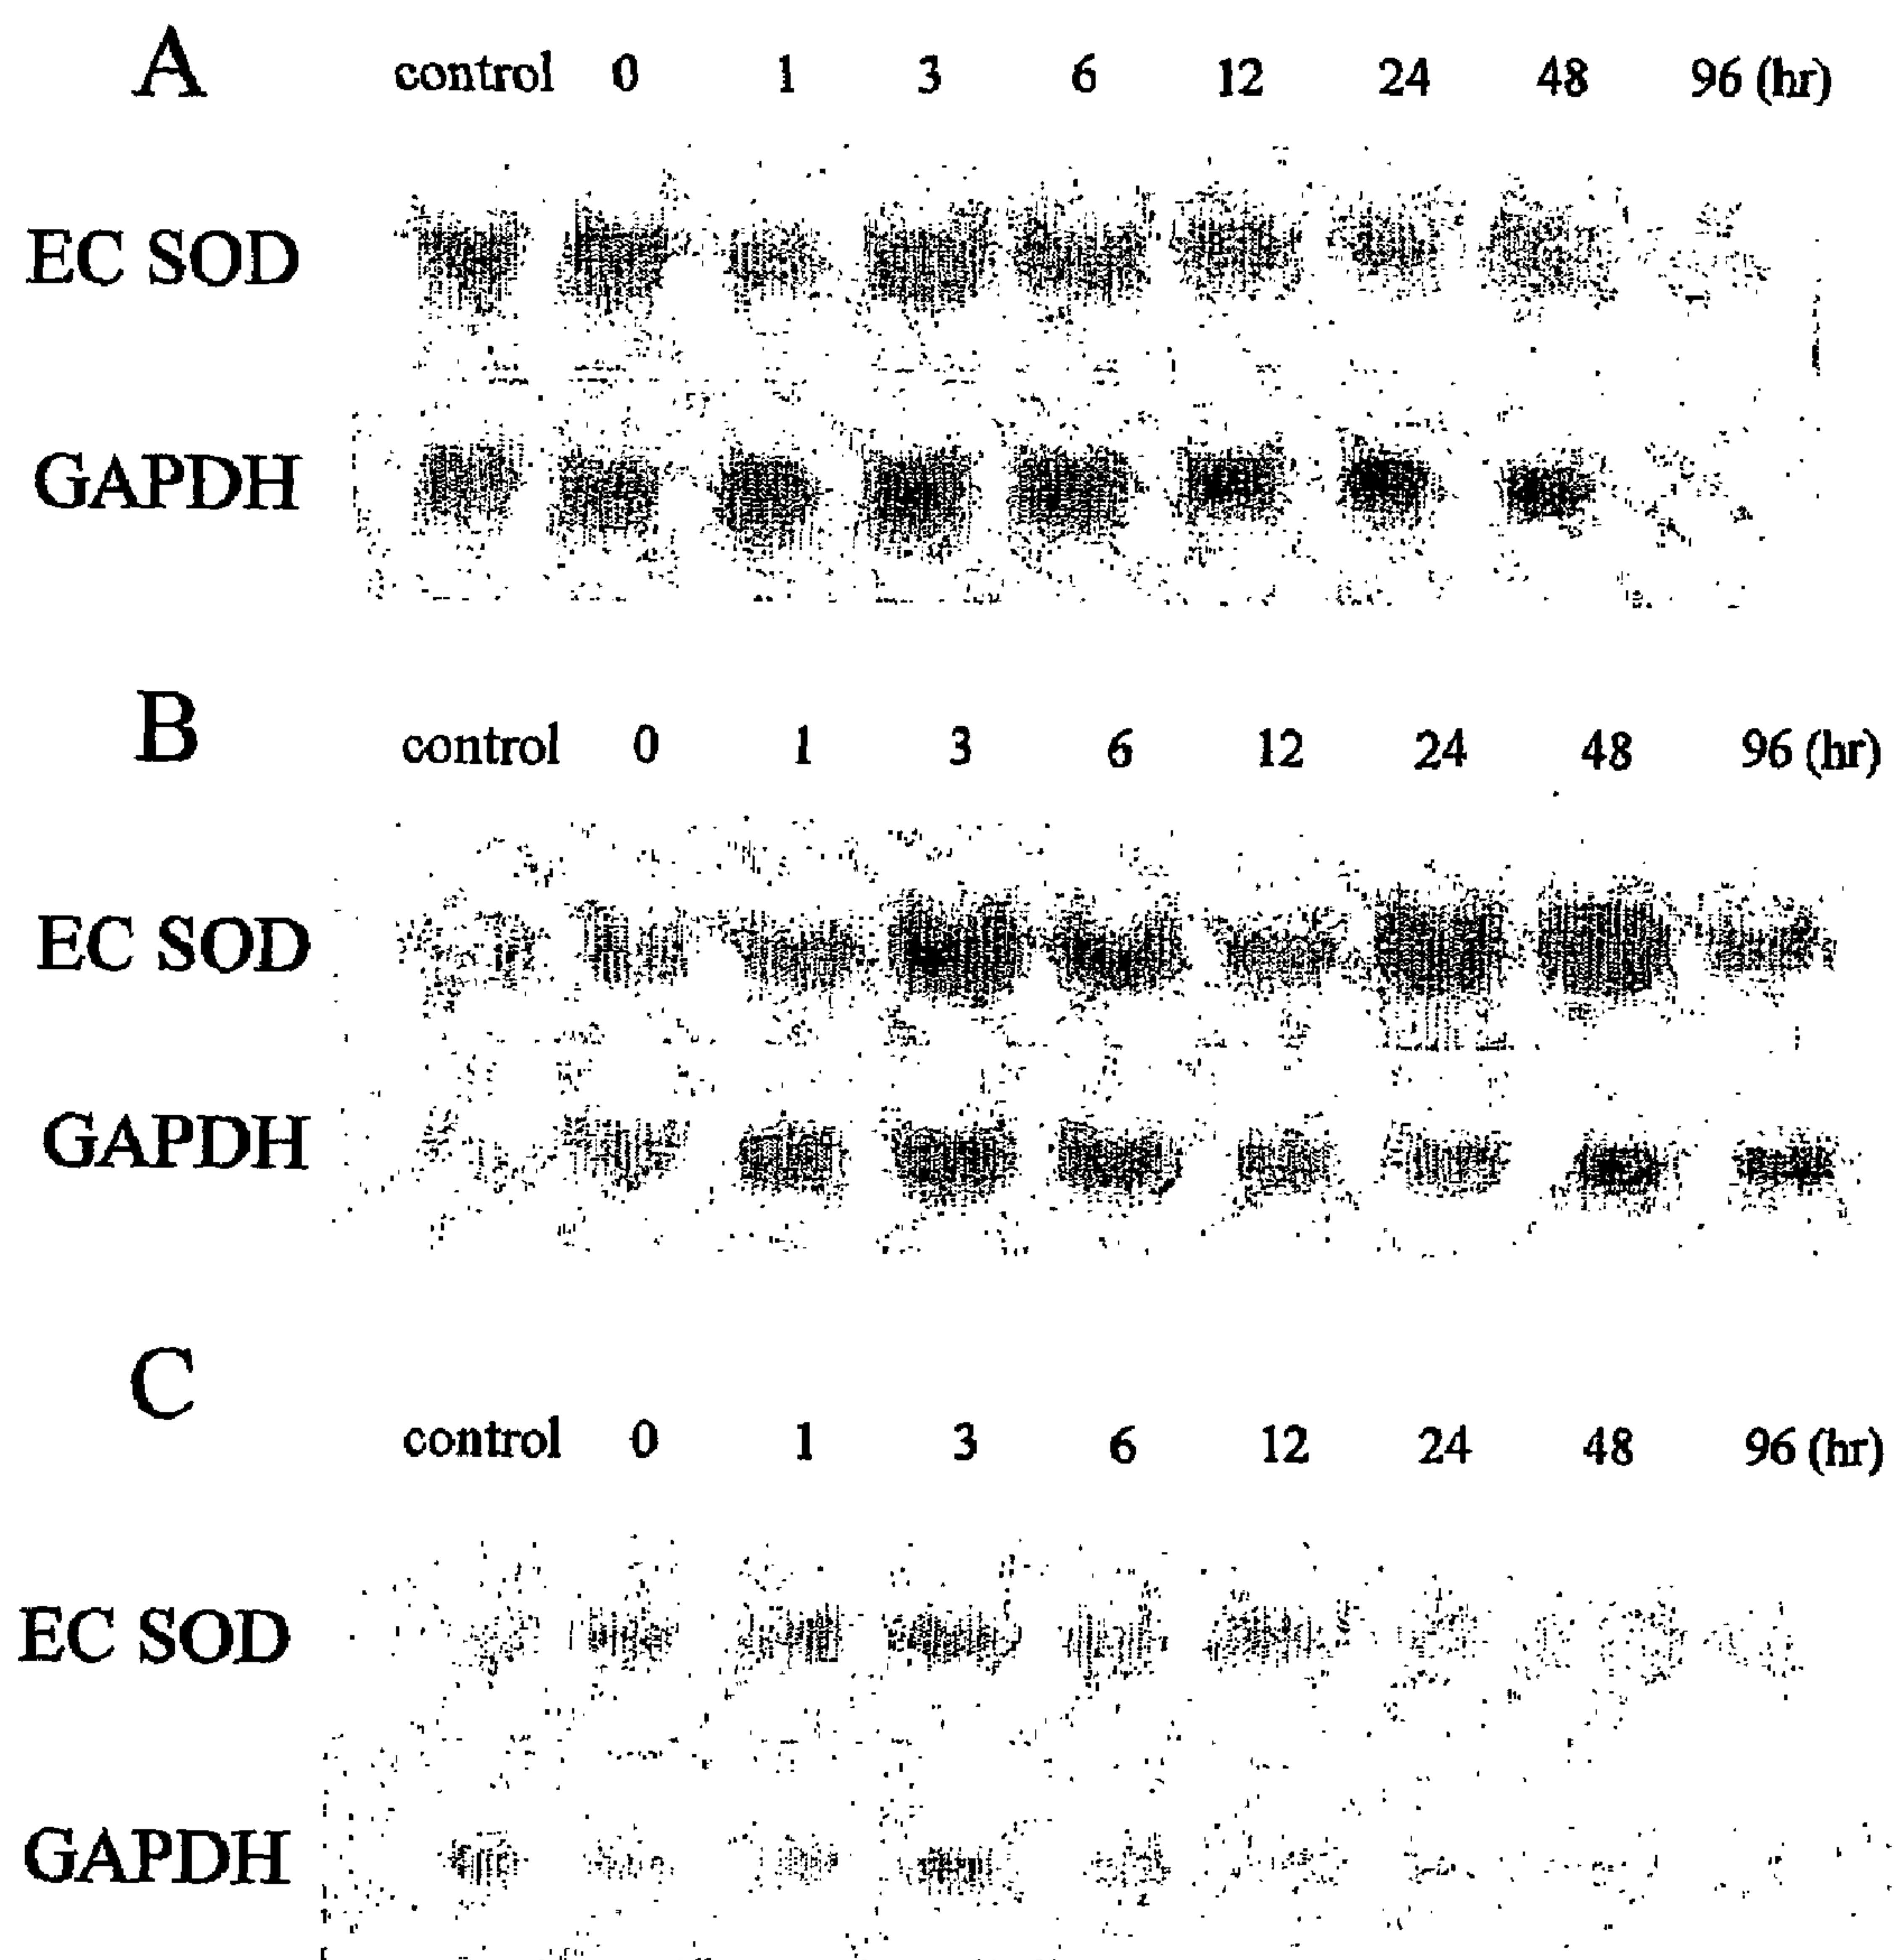 A
control 0 1 3 6 12 24 48 96 (hr)
EC SOD
GAPDH
B
control 0 1 3 6 12 24 48 96 (hr)
EC SOD
GAPDH
C
control 0 1 3 6 12 24 48 96 (hr)
EC SOD
GAPDH